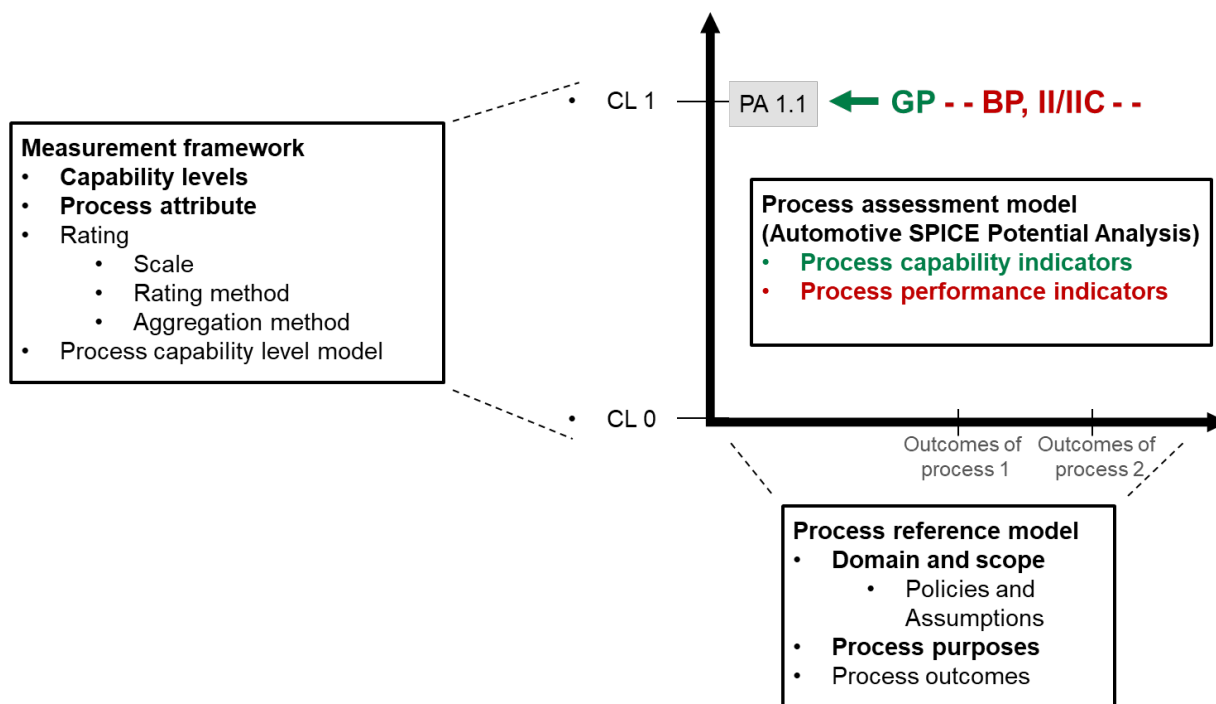 CL 1
PA 1.1
GP - - BP, II/IIC - -
Measurement framework
• Capability levels
• Process attribute
• Rating
• Scale
• Rating method
• Aggregation method
• Process capability level model
Process assessment model
(Automotive SPICE Potential Analysis)
• Process capability indicators
• Process performance indicators
CL 0
Outcomes of
process 1
Outcomes of
process 2
Process reference model
• Domain and scope
• Policies and
Assumptions
• Process purposes
• Process outcomes